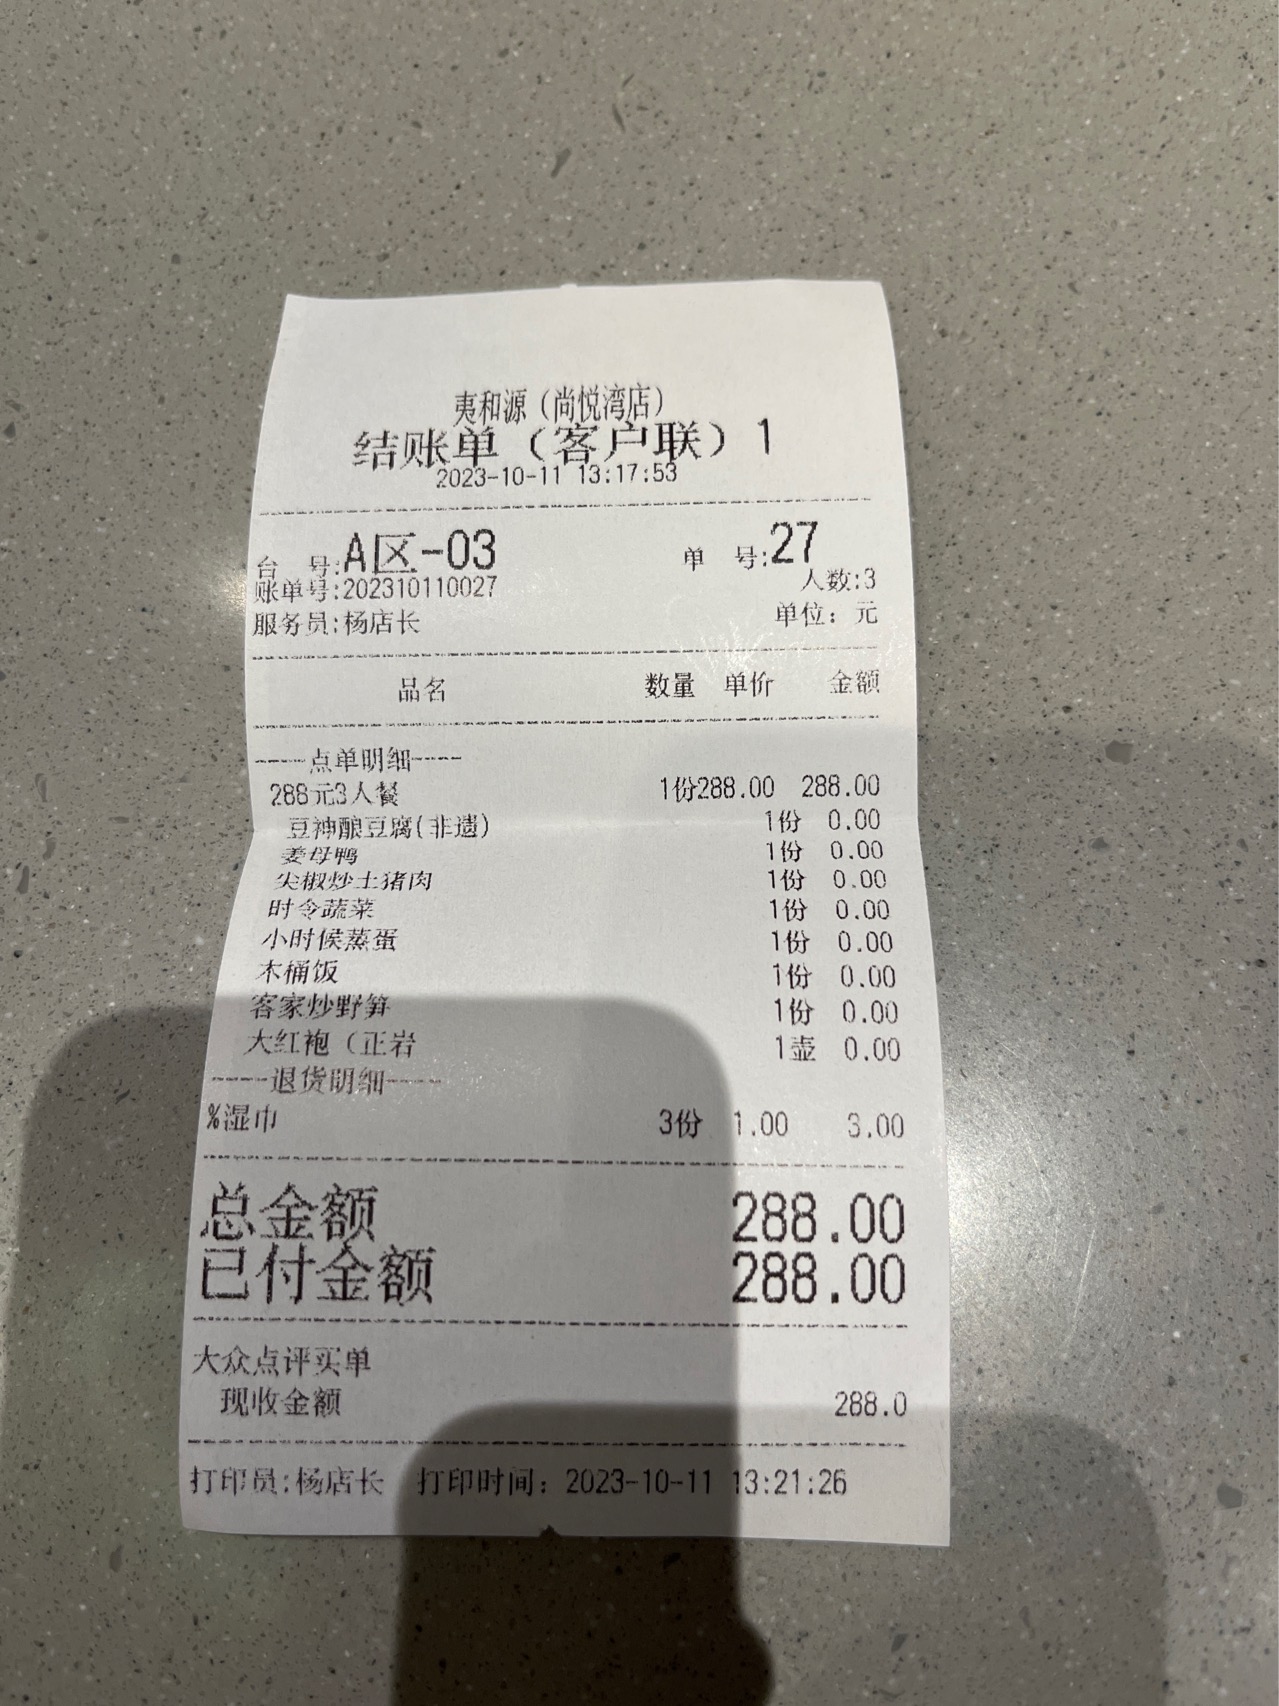 夷和源（尚悦湾店）
结账单（客户联）1
2023-10-11 13:17:53
台 号:A区-03 单 号:27
账单号:202310110027 人数:3
服务员:杨店长 单位：元
品名 数量 单价 金额
----点单明细----
288元3人餐 1份288.00 288.00
豆神酿豆腐(非遗) 1份 0.00
姜母鸭 1份 0.00
尖椒炒土猪肉 1份 0.00
时令蔬菜 1份 0.00
小时候蒸蛋 1份 0.00
木桶饭 1份 0.00
客家炒野笋 1份 0.00
大红袍（正岩 1壶 0.00
----退货明细----
%湿巾 3份 1.00 3.00
总金额 288.00
已付金额 288.00
大众点评买单
现收金额 288.0
打印员:杨店长 打印时间：2023-10-11 13:21:26